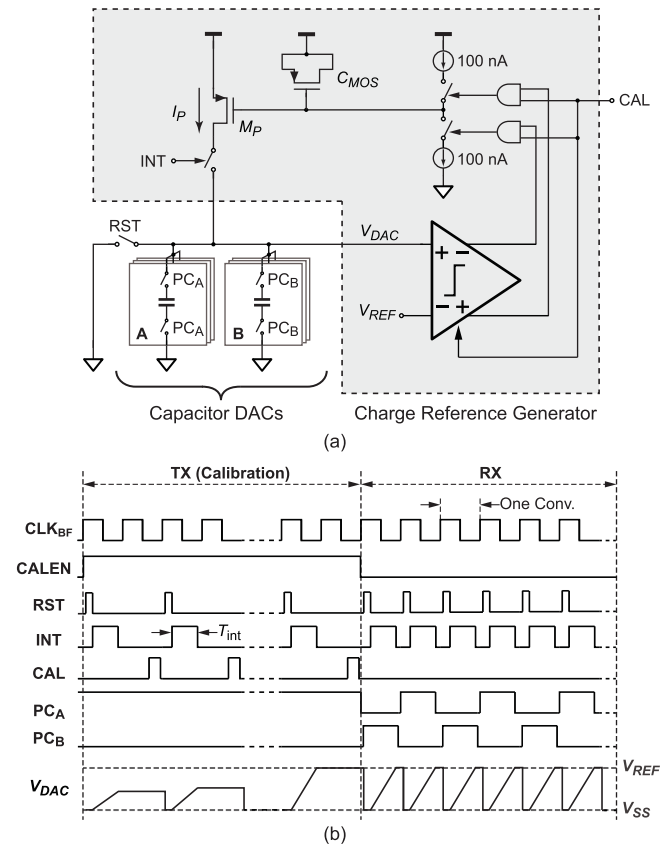 100 nA
C_MOS
I_P
M_P
CAL
INT
100 nA
RST
V_DAC
+ −
PC_A
PC_B
V_REF
− +
A
PC_A
B
PC_B
Capacitor DACs
Charge Reference Generator
(a)
TX (Calibration)
RX
One Conv.
CLK_BF
CALEN
RST
INT
T_int
CAL
PC_A
PC_B
V_REF
V_DAC
V_SS
(b)